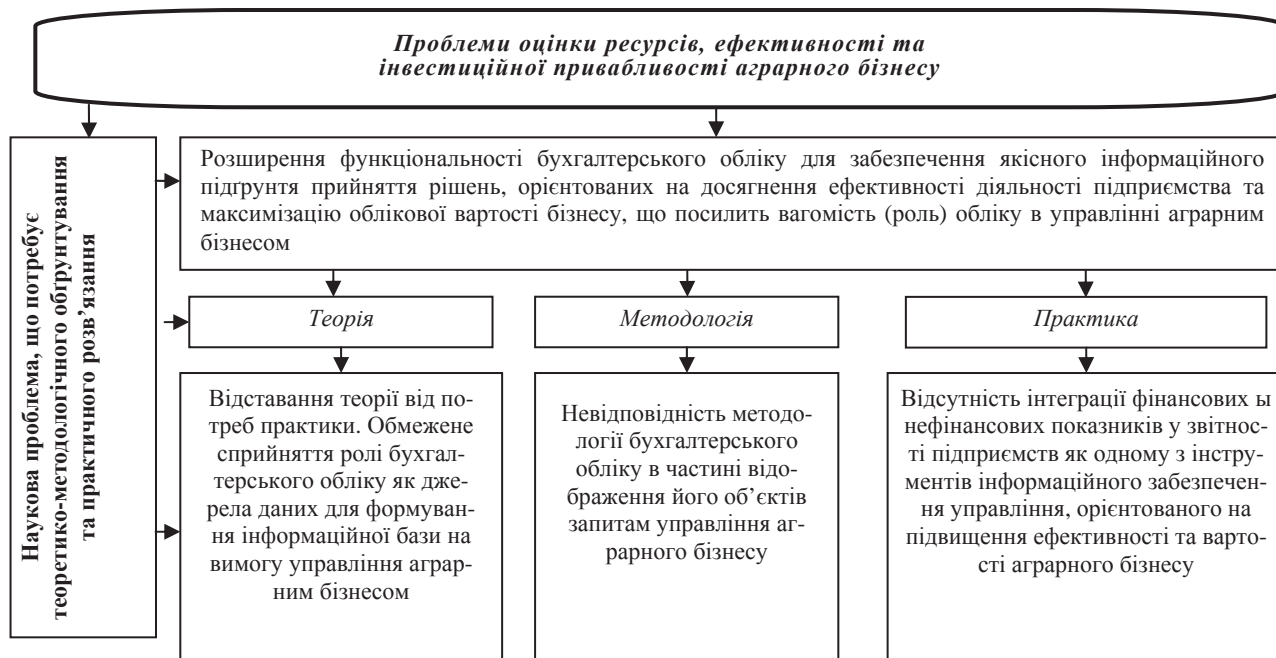 Проблеми оцінки ресурсів, ефективності та
інвестиційної привабливості аграрного бізнесу
Наукова проблема, що потребує
теоретико-методологічного обґрунтування
та практичного розв’язання
Розширення функціональності бухгалтерського обліку для забезпечення якісного інформаційного
підґрунтя прийняття рішень, орієнтованих на досягнення ефективності діяльності підприємства та
максимізацію облікової вартості бізнесу, що посилить вагомість (роль) обліку в управлінні аграрним
бізнесом
Теорія
Методологія
Практика
Відставання теорії від по-
треб практики. Обмежене
сприйняття ролі бухгал-
терського обліку як дже-
рела даних для формуван-
ня інформаційної бази на
вимогу управління аграр-
ним бізнесом
Невідповідність методо-
логії бухгалтерського
обліку в частині відо-
браження його об’єктів
запитам управління аг-
рарного бізнесу
Відсутність інтеграції фінансових ы
нефінансових показників у звітнос-
ті підприємств як одному з інстру-
ментів інформаційного забезпечен-
ня управління, орієнтованого на
підвищення ефективності та варто-
сті аграрного бізнесу